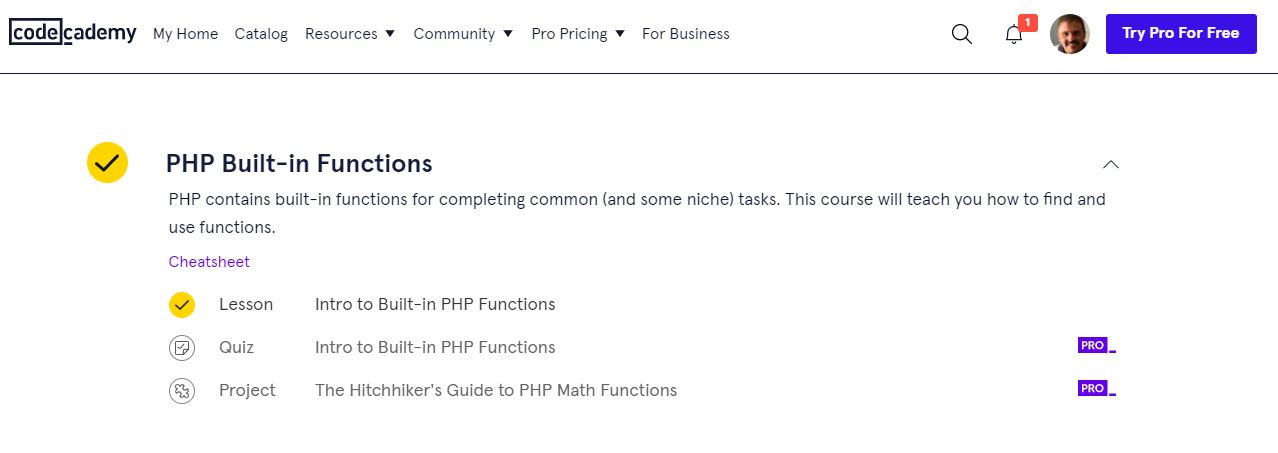 codecademy My Home Catalog Resources Community Pro Pricing For Business 1 Try Pro For Free
PHP Built-in Functions
PHP contains built-in functions for completing common (and some niche) tasks. This course will teach you how to find and
use functions.
Cheatsheet
Lesson Intro to Built-in PHP Functions
Quiz Intro to Built-in PHP Functions PRO
Project The Hitchhiker's Guide to PHP Math Functions PRO